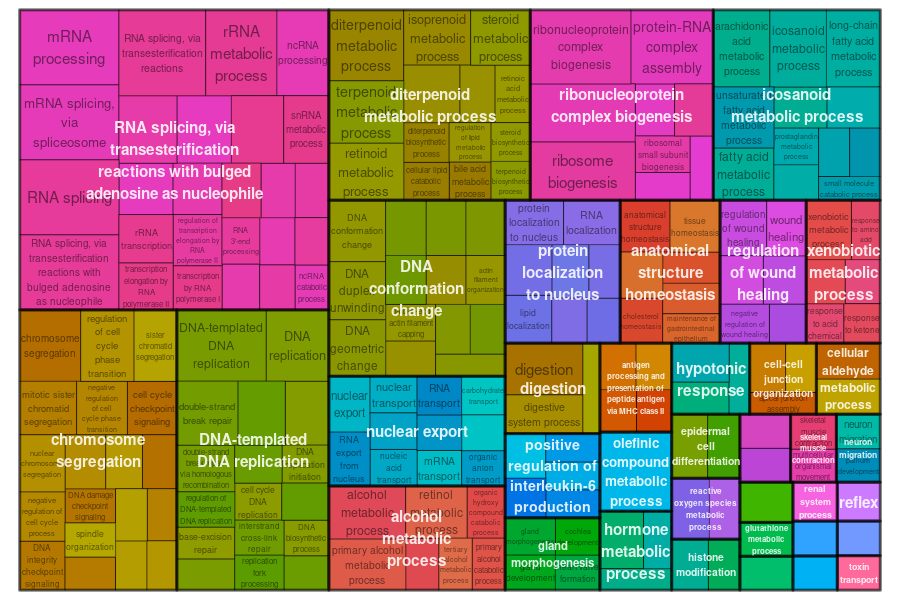 mRNA
processing
RNA splicing, via
transesterification
reactions
rRNA
metabolic
process
ncRNA
processing
mRNA splicing,
via
spliceosome
snRNA
metabolic
process
RNA splicing, via
transesterification
reactions with bulged
adenosine as nucleophile
RNA splicing
RNA splicing, via
transesterification
reactions with
bulged adenosine
as nucleophile
rRNA
transcription
regulation of
transcription
elongation by
RNA
polymerase II
RNA
3'-end
processing
transcription
elongation by
RNA
polymerase II
transcription
by RNA
polymerase I
ncRNA
catabolic
process
diterpenoid
metabolic
process
isoprenoid
metabolic
process
steroid
metabolic
process
terpenoid
metabolic
process
retinoic
acid
metabolic
process
diterpenoid
metabolic process
retinoid
metabolic
process
diterpenoid
biosynthetic
process
regulation
of lipid
metabolic
process
steroid
biosynthetic
process
cellular lipid
catabolic
process
bile acid
metabolic
process
terpenoid
biosynthetic
process
ribonucleoprotein
complex
biogenesis
protein-RNA
complex
assembly
ribonucleoprotein
complex biogenesis
ribosome
biogenesis
ribosomal
small subunit
biogenesis
arachidonic
acid
metabolic
process
icosanoid
metabolic
process
long-chain
fatty acid
metabolic
process
unsaturated
fatty acid
metabolic
process
icosanoid
metabolic process
prostaglandin
metabolic
process
fatty acid
metabolic
process
small molecule
catabolic process
DNA
conformation
change
DNA
duplex
unwinding
actin
filament
organization
DNA
conformation
change
DNA
geometric
change
actin filament
capping
protein
localization
to nucleus
RNA
localization
protein
localization
to nucleus
lipid
localization
anatomical
structure
homeostasis
tissue
homeostasis
anatomical
structure
homeostasis
cholesterol
homeostasis
maintenance of
gastrointestinal
epithelium
regulation
of wound
healing
wound
healing
regulation
of wound
healing
negative
regulation of
wound healing
xenobiotic
metabolic
process
response
to amino
acid
xenobiotic
metabolic
process
response
to acid
chemical
response
to ketone
chromosome
segregation
regulation
of cell
cycle
phase
transition
sister
chromatid
segregation
mitotic sister
chromatid
segregation
negative
regulation
of cell
cycle phase
transition
cell cycle
checkpoint
signaling
chromosome
segregation
nuclear
chromosome
segregation
negative
regulation of
cell cycle
process
DNA damage
checkpoint
signaling
spindle
organization
DNA
integrity
checkpoint
signaling
DNA-templated
DNA
replication
DNA
replication
double-strand
break repair
DNA-templated
DNA replication
double-strand
break repair
via homologous
recombination
DNA
replication
initiation
regulation of
DNA-templated
DNA replication
cell cycle
DNA
replication
base-excision
repair
interstrand
cross-link
repair
DNA
biosynthetic
process
replication
fork
processing
nuclear
export
nuclear
transport
RNA
transport
carbohydrate
transport
nuclear export
RNA
export
from
nucleus
nucleic
acid
transport
mRNA
transport
organic
anion
transport
alcohol
metabolic
process
retinol
metabolic
process
organic
hydroxy
compound
catabolic
process
alcohol
metabolic
process
primary alcohol
metabolic
process
tertiary
alcohol
metabolic
process
primary
alcohol
catabolic
process
digestion
digestion
digestive
system process
antigen
processing and
presentation of
peptide antigen
via MHC class II
hypotonic
response
cell-cell
junction
organization
apical junction
assembly
cellular
aldehyde
metabolic
process
positive
regulation of
interleukin-6
production
olefinic
compound
metabolic
process
epidermal
cell
differentiation
skeletal
muscle
contraction
multicellular
organismal
movement
skeletal
muscle
contraction
neuron
migration
neuron
migration
development
reactive
oxygen species
metabolic
process
renal
system
process
reflex
gland
morphogenesis
cochlea
development
gland
morphogenesis
gland
development
formation
hormone
metabolic
process
glutathione
metabolic
process
histone
modification
toxin
transport